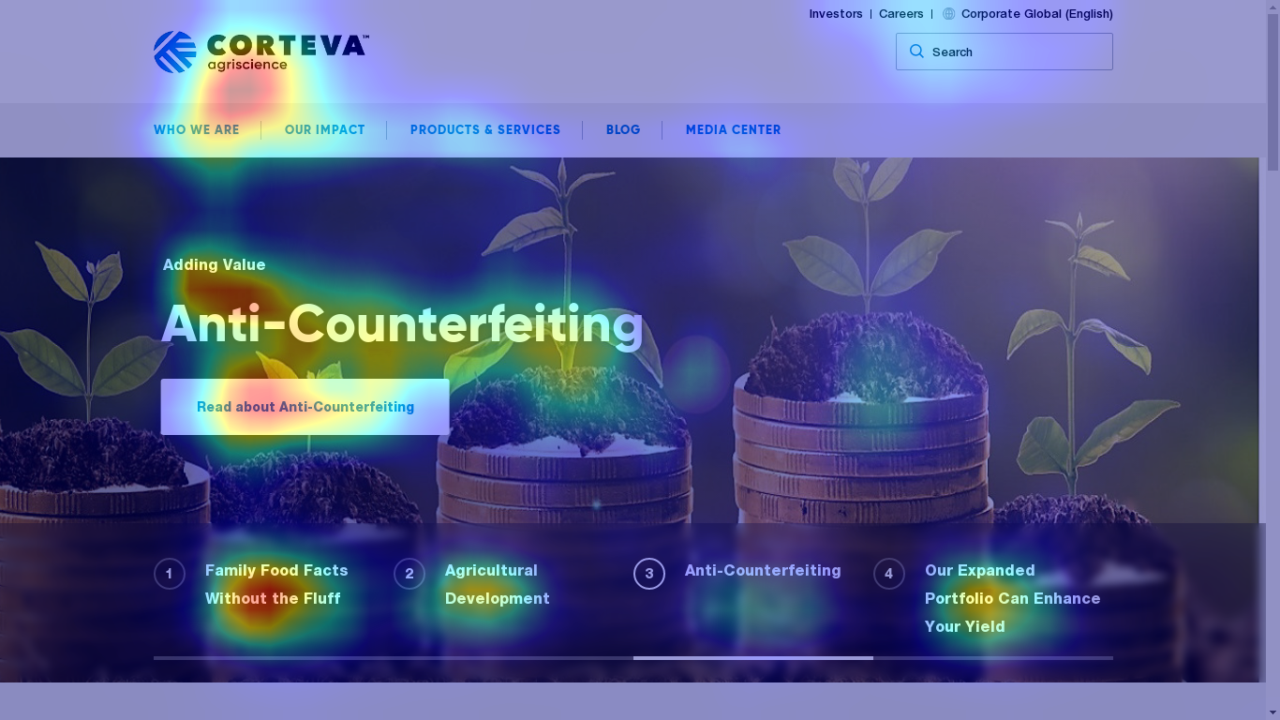 Investors | Careers | Corporate Global (English)
CORTEVA™
agriscience
Search
WHO WE ARE
OUR IMPACT
PRODUCTS & SERVICES
BLOG
MEDIA CENTER
Adding Value
Anti-Counterfeiting
Read about Anti-Counterfeiting
1
Family Food Facts
Without the Fluff
2
Agricultural
Development
3
Anti-Counterfeiting
4
Our Expanded
Portfolio Can Enhance
Your Yield